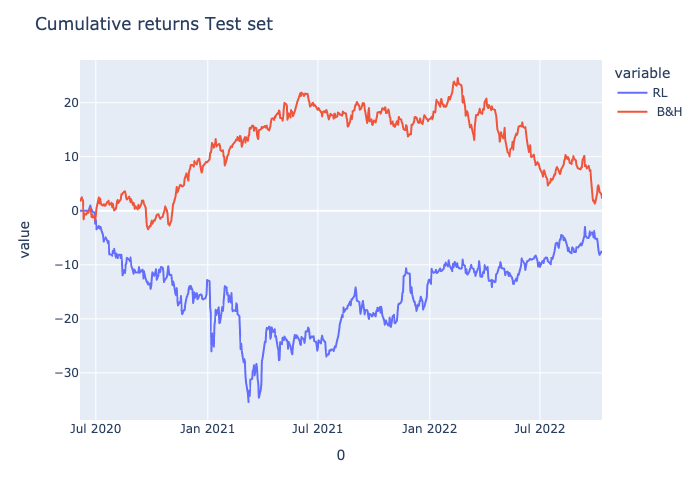 Cumulative returns Test set
variable
RL
B&H
value
20
10
0
−10
−20
−30
Jul 2020
Jan 2021
Jul 2021
Jan 2022
Jul 2022
0